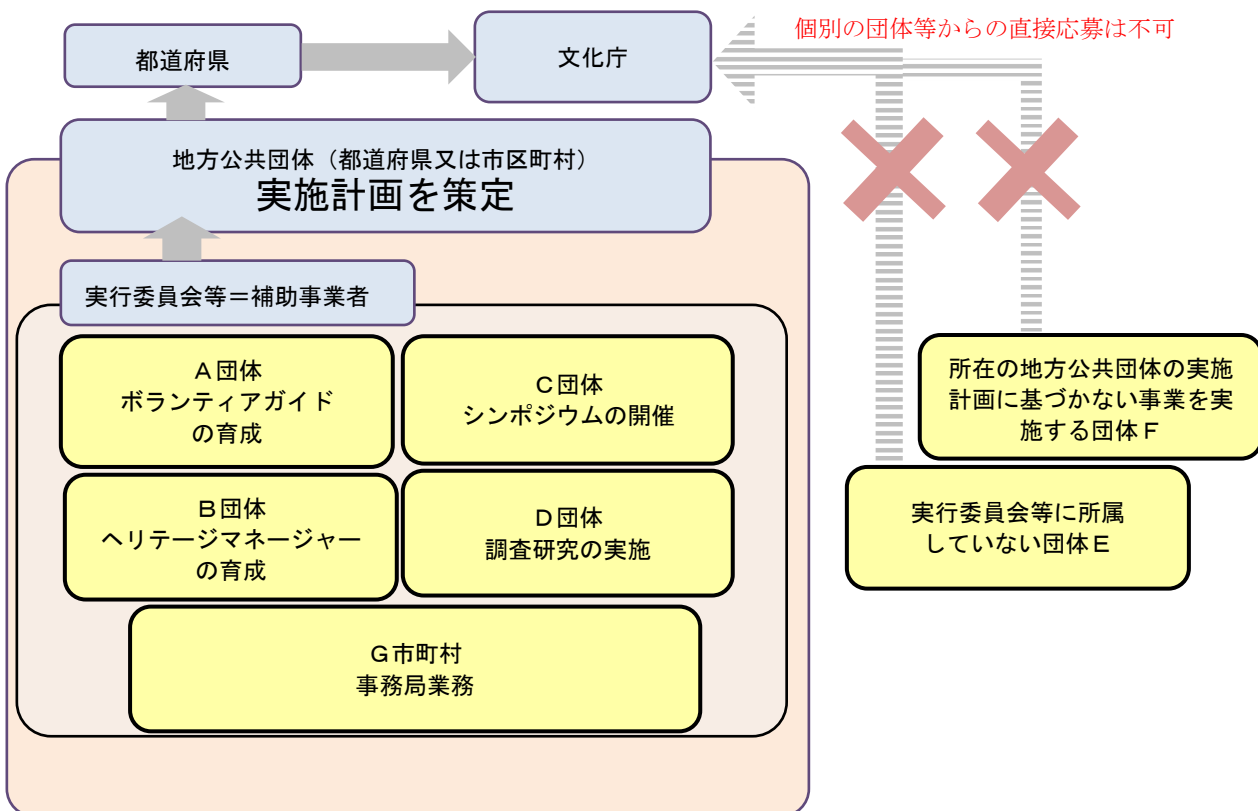 個別の団体等からの直接応募は不可
都道府県
文化庁
地方公共団体（都道府県又は市区町村）
実施計画を策定
実行委員会等＝補助事業者
Ａ団体
ボランティアガイド
の育成
Ｃ団体
シンポジウムの開催
Ｂ団体
ヘリテージマネージャー
の育成
Ｄ団体
調査研究の実施
Ｇ市町村
事務局業務
所在の地方公共団体の実施
計画に基づかない事業を実
施する団体Ｆ
実行委員会等に所属
していない団体Ｅ